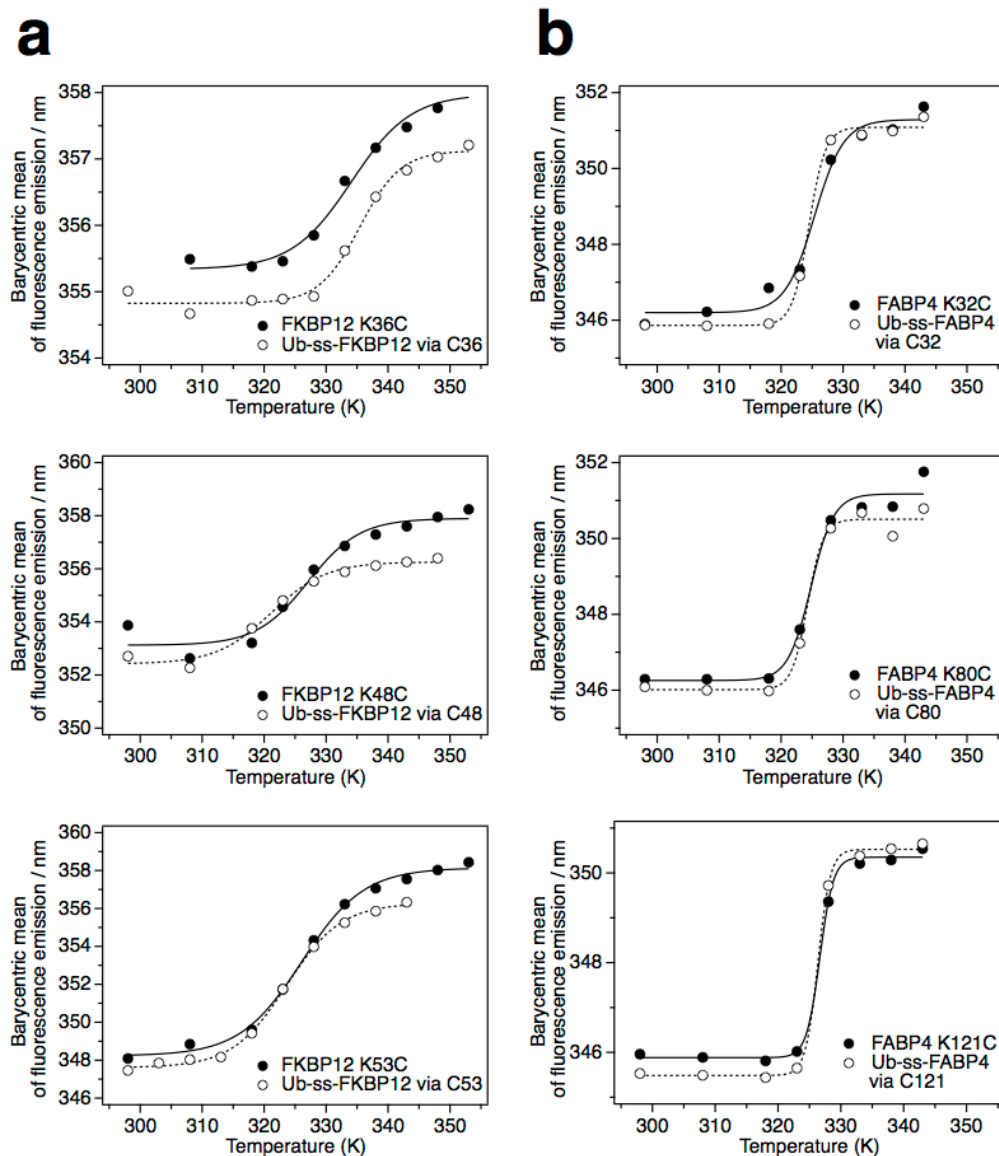 a
b
Barycentric mean
of fluorescence emission / nm
358
357
356
355
354
FKBP12 K36C
Ub-ss-FKBP12 via C36
300 310 320 330 340 350
Temperature (K)
Barycentric mean
of fluorescence emission / nm
352
350
348
346
FABP4 K32C
Ub-ss-FABP4
via C32
300 310 320 330 340 350
Temperature (K)
Barycentric mean
of fluorescence emission / nm
360
358
356
354
352
350
FKBP12 K48C
Ub-ss-FKBP12 via C48
300 310 320 330 340 350
Temperature (K)
Barycentric mean
of fluorescence emission / nm
352
350
348
346
FABP4 K80C
Ub-ss-FABP4
via C80
300 310 320 330 340 350
Temperature (K)
Barycentric mean
of fluorescence emission / nm
360
358
356
354
352
350
348
346
FKBP12 K53C
Ub-ss-FKBP12 via C53
300 310 320 330 340 350
Temperature (K)
Barycentric mean
of fluorescence emission / nm
350
348
346
FABP4 K121C
Ub-ss-FABP4
via C121
300 310 320 330 340 350
Temperature (K)